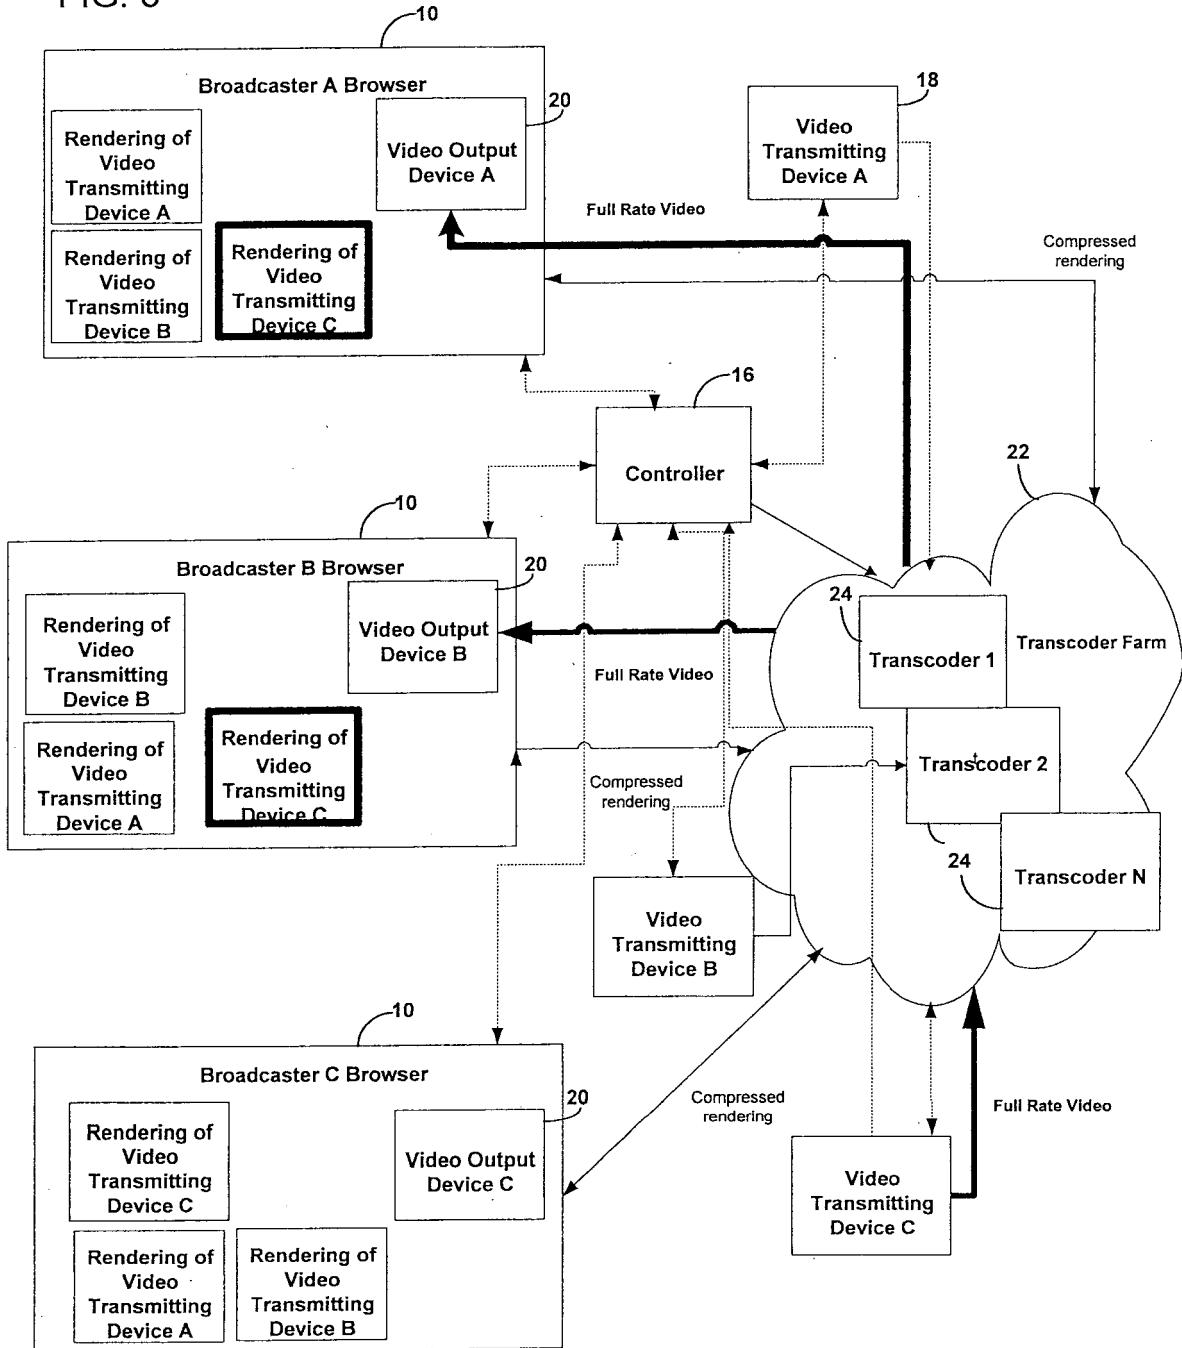 10
Broadcaster A Browser
20
18
Rendering of
Video
Transmitting
Device A
Video Output
Device A
Video
Transmitting
Device A
Full Rate Video
Rendering of
Video
Transmitting
Device B
Rendering of
Video
Transmitting
Device C
Compressed
rendering
16
Controller
22
10
Broadcaster B Browser
20
24
Rendering of
Video
Transmitting
Device B
Video Output
Device B
Transcoder 1
Transcoder Farm
Full Rate Video
Rendering of
Video
Transmitting
Device A
Rendering of
Video
Transmitting
Device C
Compressed
rendering
Transcoder 2
24
Transcoder N
Video
Transmitting
Device B
10
Broadcaster C Browser
20
Compressed
rendering
Full Rate Video
Rendering of
Video
Transmitting
Device C
Video Output
Device C
Video
Transmitting
Device C
Rendering of
Video
Transmitting
Device A
Rendering of
Video
Transmitting
Device B